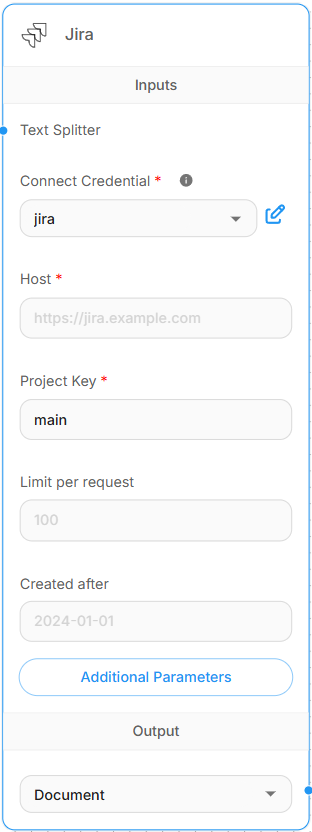 Jira
Inputs
Text Splitter
Connect Credential *
jira
Host *
https://jira.example.com
Project Key *
main
Limit per request
100
Created after
2024-01-01
Additional Parameters
Output
Document